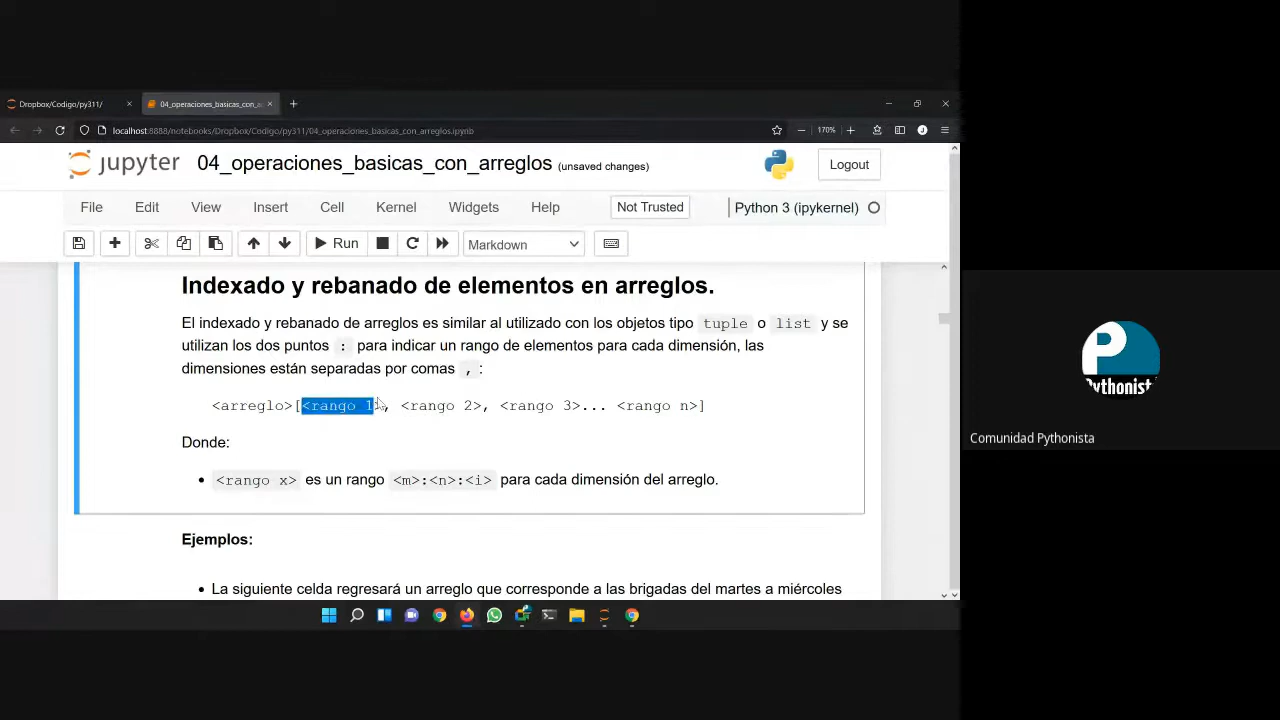 Dropbox/Codigo/py311/
04_operaciones_basicas_con_a
localhost:8888/notebooks/Dropbox/Codigo/py311/04_operaciones_basicas_con_arreglos.ipynb
170%
J
jupyter 04_operaciones_basicas_con_arreglos (unsaved changes)
Logout
File Edit View Insert Cell Kernel Widgets Help
Not Trusted
Python 3 (ipykernel)
Run
Markdown
Indexado y rebanado de elementos en arreglos.
El indexado y rebanado de arreglos es similar al utilizado con los objetos tipo tuple o list y se
utilizan los dos puntos : para indicar un rango de elementos para cada dimensión, las
dimensiones están separadas por comas , :
<arreglo>[<rango 1>, <rango 2>, <rango 3>... <rango n>]
Donde:
• <rango x> es un rango <m>:<n>:<i> para cada dimensión del arreglo.
Ejemplos:
• La siguiente celda regresará un arreglo que corresponde a las brigadas del martes a miércoles
P
Pythonist
Comunidad Pythonista